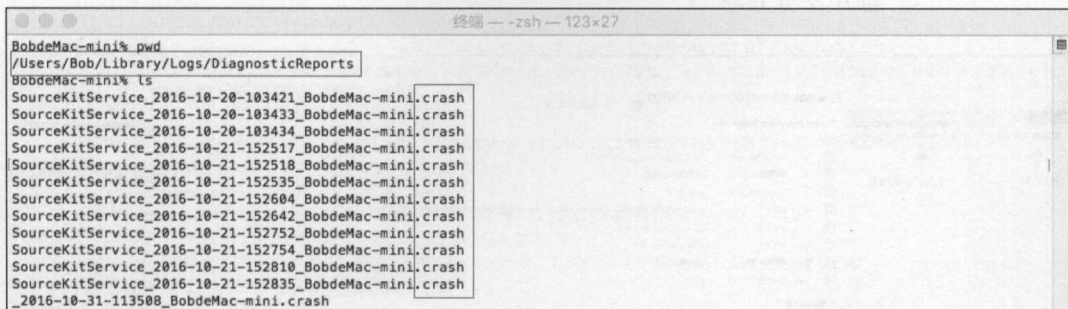 终端 — -zsh — 123×27
BobdeMac-mini% pwd
/Users/Bob/Library/Logs/DiagnosticReports
BobdeMac-mini% ls
SourceKitService_2016-10-20-103421_BobdeMac-mini.crash
SourceKitService_2016-10-20-103433_BobdeMac-mini.crash
SourceKitService_2016-10-20-103434_BobdeMac-mini.crash
SourceKitService_2016-10-21-152517_BobdeMac-mini.crash
[SourceKitService_2016-10-21-152518_BobdeMac-mini.crash ]
SourceKitService_2016-10-21-152535_BobdeMac-mini.crash
SourceKitService_2016-10-21-152604_BobdeMac-mini.crash
SourceKitService_2016-10-21-152642_BobdeMac-mini.crash
SourceKitService_2016-10-21-152752_BobdeMac-mini.crash
SourceKitService_2016-10-21-152754_BobdeMac-mini.crash
SourceKitService_2016-10-21-152810_BobdeMac-mini.crash
SourceKitService_2016-10-21-152835_BobdeMac-mini.crash
_2016-10-31-113508_BobdeMac-mini.crash